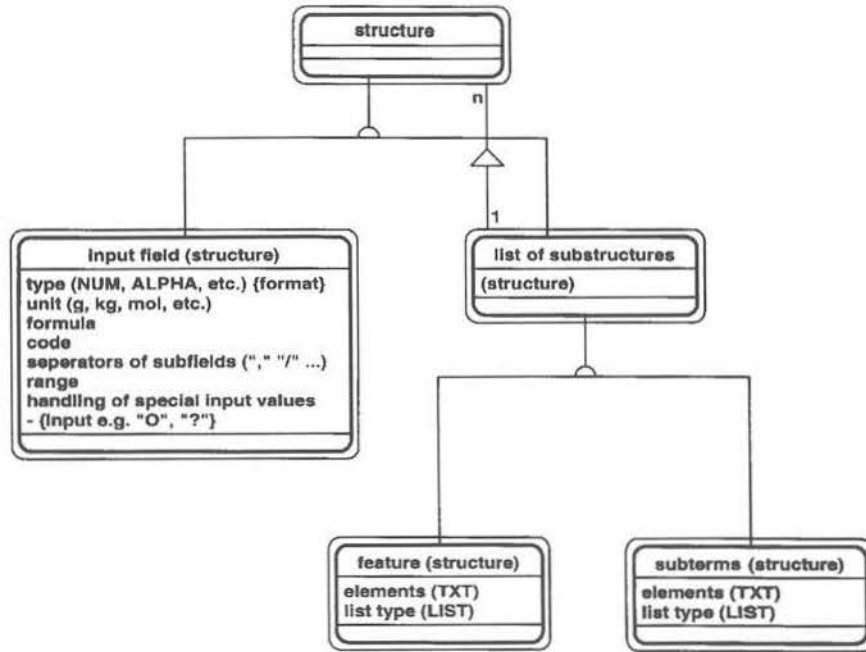 structure
n
1
input field (structure)
type (NUM, ALPHA, etc.) {format}
unit (g, kg, mol, etc.)
formula
code
seperators of subfields ("," "/" ...)
range
handling of special input values
- {input e.g. "O", "?"}
list of substructures
(structure)
feature (structure)
elements (TXT)
list type (LIST)
subterms (structure)
elements (TXT)
list type (LIST)